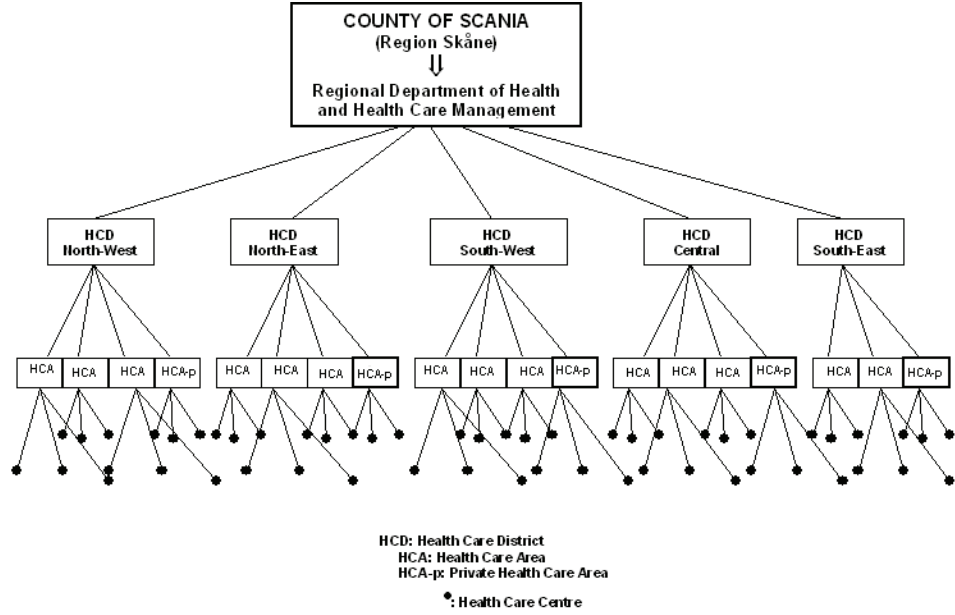 COUNTY OF SCANIA
(Region Skåne)
⇓
Regional Department of Health
and Health Care Management
HCD
North-West
HCD
North-East
HCD
South-West
HCD
Central
HCD
South-East
HCA
HCA
HCA
HCA-p
HCA
HCA
HCA
HCA-p
HCA
HCA
HCA
HCA-p
HCA
HCA
HCA
HCA-p
HCA
HCA
HCA-p
HCD: Health Care District
HCA: Health Care Area
HCA-p: Private Health Care Area
●: Health Care Centre